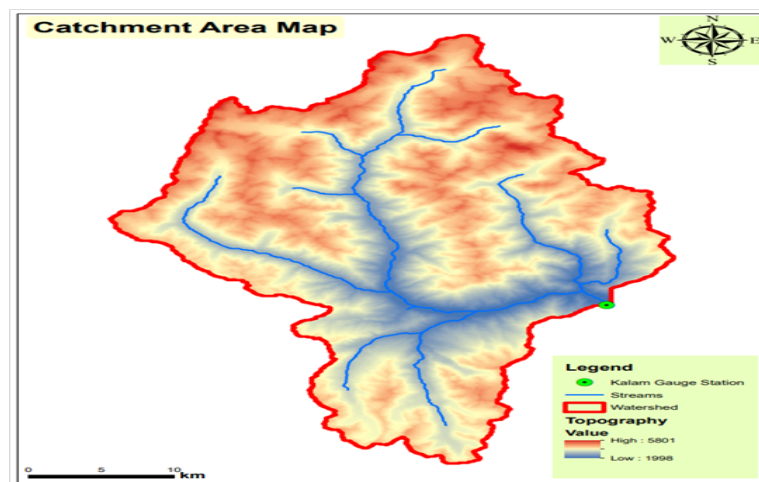 Catchment Area Map
N
W E
S
Legend
Kalam Gauge Station
Streams
Watershed
Topography
Value
High : 5801
Low : 1998
0 5 10
km